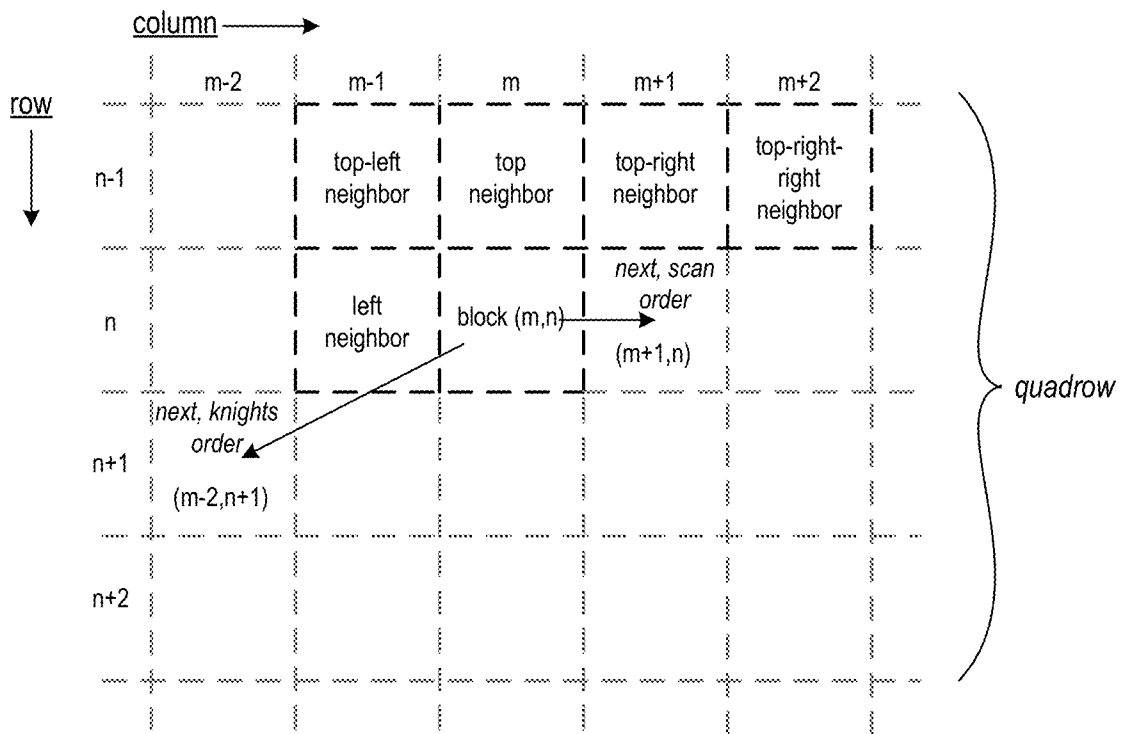 column
m-2 m-1 m m+1 m+2
row
n-1
top-left
neighbor
top
neighbor
top-right
neighbor
top-right-
right
neighbor
n
left
neighbor
block (m,n)
next, scan
order
(m+1,n)
quadrow
next, knights
order
n+1
(m-2,n+1)
n+2